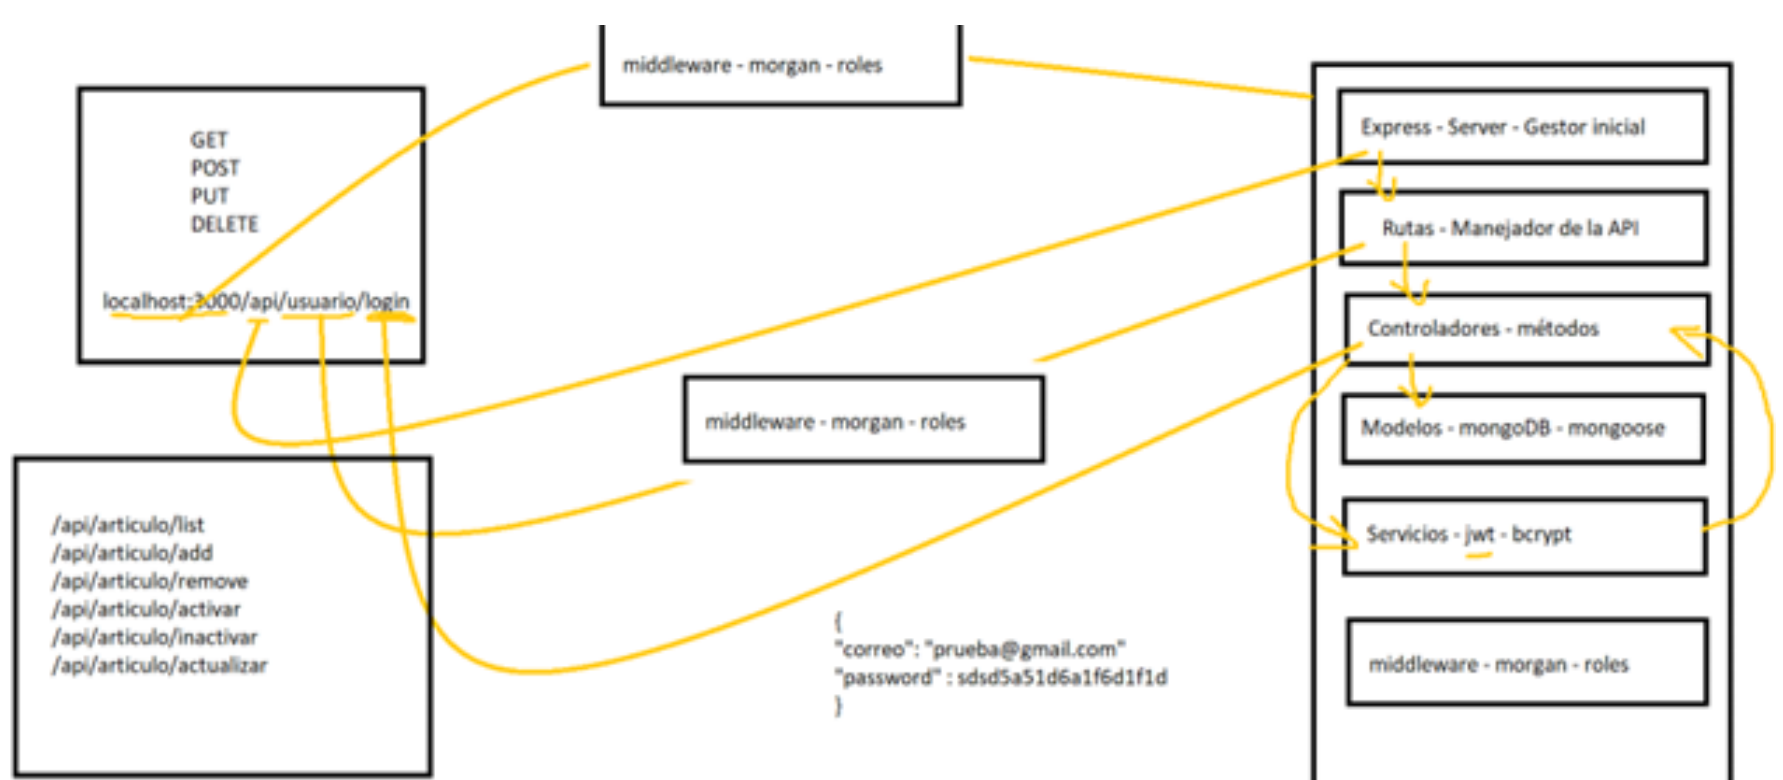 middleware - morgan - roles
GET
POST
PUT
DELETE
localhost:3000/api/usuario/login
/api/articulo/list
/api/articulo/add
/api/articulo/remove
/api/articulo/activar
/api/articulo/inactivar
/api/articulo/actualizar
middleware - morgan - roles
{
"correo": "prueba@gmail.com"
"password" : sdsd5a51d6a1f6d1f1d
}
Express - Server - Gestor inicial
Rutas - Manejador de la API
Controladores - métodos
Modelos - mongoDB - mongoose
Servicios - jwt - bcrypt
middleware - morgan - roles